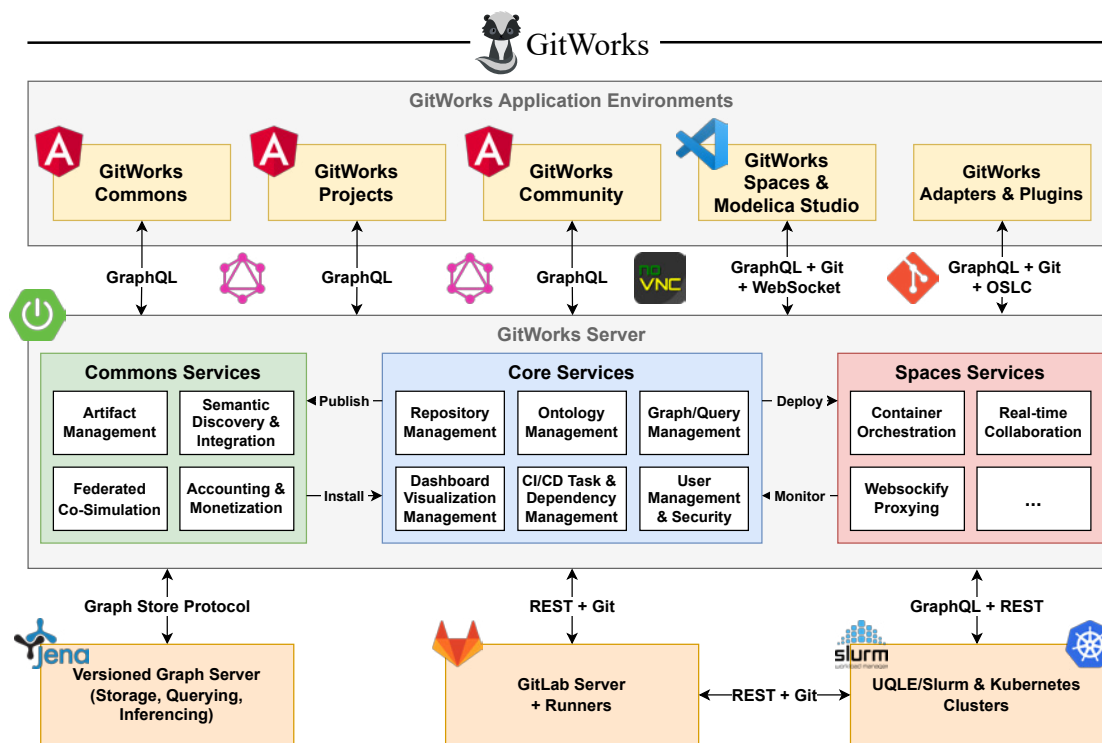 GitWorks
GitWorks Application Environments
GitWorks
Commons
GitWorks
Projects
GitWorks
Community
GitWorks
Spaces &
Modelica Studio
GitWorks
Adapters & Plugins
GraphQL
GraphQL
GraphQL
no
VNC
GraphQL + Git
+ WebSocket
GraphQL + Git
+ OSLC
GitWorks Server
Commons Services
Artifact
Management
Semantic
Discovery &
Integration
Federated
Co-Simulation
Accounting &
Monetization
Publish
Install
Core Services
Repository
Management
Ontology
Management
Graph/Query
Management
Dashboard
Visualization
Management
CI/CD Task &
Dependency
Management
User
Management
& Security
Deploy
Monitor
Spaces Services
Container
Orchestration
Real-time
Collaboration
Websockify
Proxying
...
Graph Store Protocol
REST + Git
GraphQL + REST
jena
Versioned Graph Server
(Storage, Querying,
Inferencing)
GitLab Server
+ Runners
REST + Git
slurm
workload manager
UQLE/Slurm & Kubernetes
Clusters